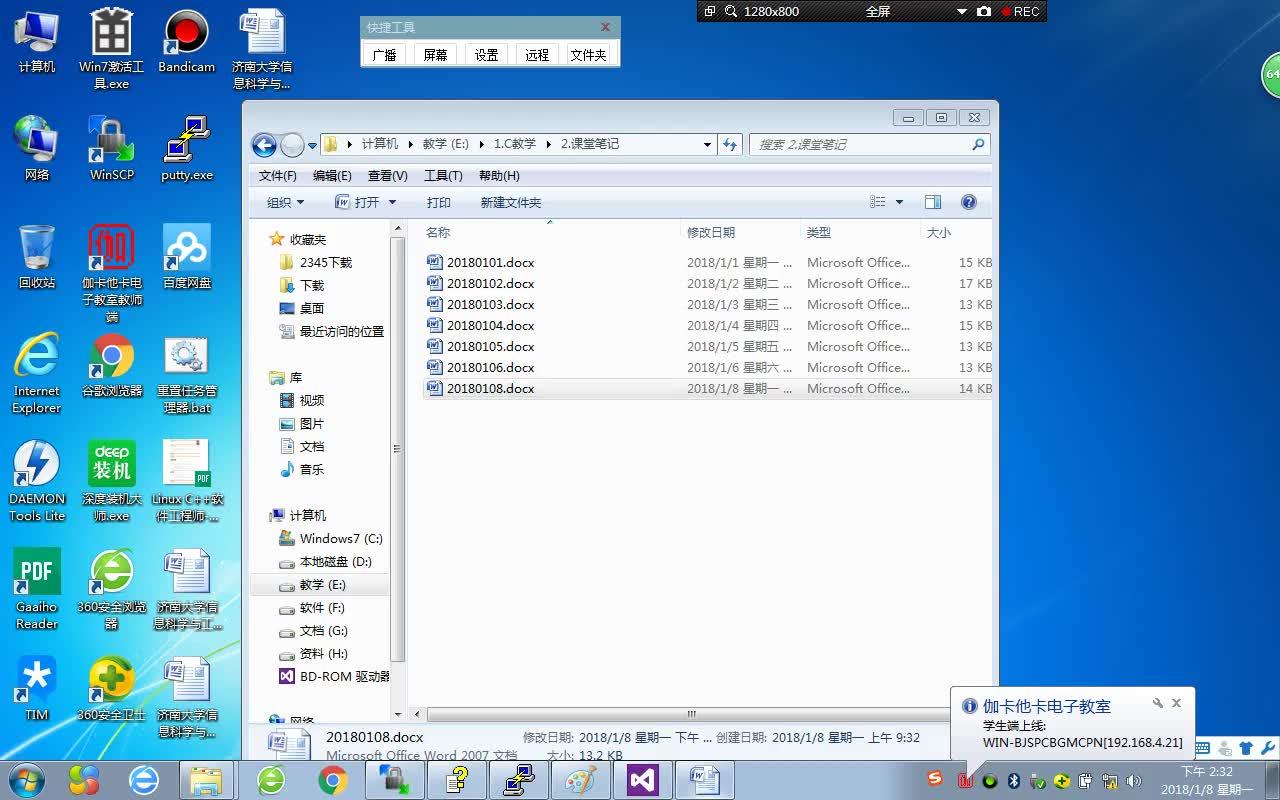 1280x800
全屏
REC
快捷工具
广播
屏幕
设置
远程
文件夹
64
计算机
Win7激活工
具.exe
Bandicam
济南大学信
息科学与...
网络
WinSCP
putty.exe
回收站
伽卡他卡电
子教室教师
端
百度网盘
Internet
Explorer
谷歌浏览器
重置任务管
理器.bat
DAEMON
Tools Lite
deep
装机
深度装机大
师.exe
PDF
Linux C++软
件工程师-...
PDF
Gaaiho
Reader
360安全浏览
器
济南大学信
息科学与工...
TIM
360安全卫士
济南大学信
息科学与...
计算机
教学 (E:)
1.C教学
2.课堂笔记
搜索 2.课堂笔记
文件(F)
编辑(E)
查看(V)
工具(T)
帮助(H)
组织
打开
打印
新建文件夹
收藏夹
2345下载
下载
桌面
最近访问的位置
库
视频
图片
文档
音乐
计算机
Windows7 (C:)
本地磁盘 (D:)
教学 (E:)
软件 (F:)
文档 (G:)
资料 (H:)
BD-ROM 驱动器
网络
名称
修改日期
类型
大小
20180101.docx 2018/1/1 星期一 ... Microsoft Office... 15 KB
20180102.docx 2018/1/2 星期二 ... Microsoft Office... 17 KB
20180103.docx 2018/1/3 星期三 ... Microsoft Office... 13 KB
20180104.docx 2018/1/4 星期四 ... Microsoft Office... 15 KB
20180105.docx 2018/1/5 星期五 ... Microsoft Office... 13 KB
20180106.docx 2018/1/6 星期六 ... Microsoft Office... 13 KB
20180108.docx 2018/1/8 星期一 ... Microsoft Office... 14 KB
20180108.docx
修改日期: 2018/1/8 星期一 下午 ...
创建日期: 2018/1/8 星期一 上午 9:32
Microsoft Office Word 2007 文档
大小: 13.2 KB
伽卡他卡电子教室
学生端上线:
WIN-BJSPCBGMCPN[192.168.4.21]
下午 2:32
2018/1/8 星期一